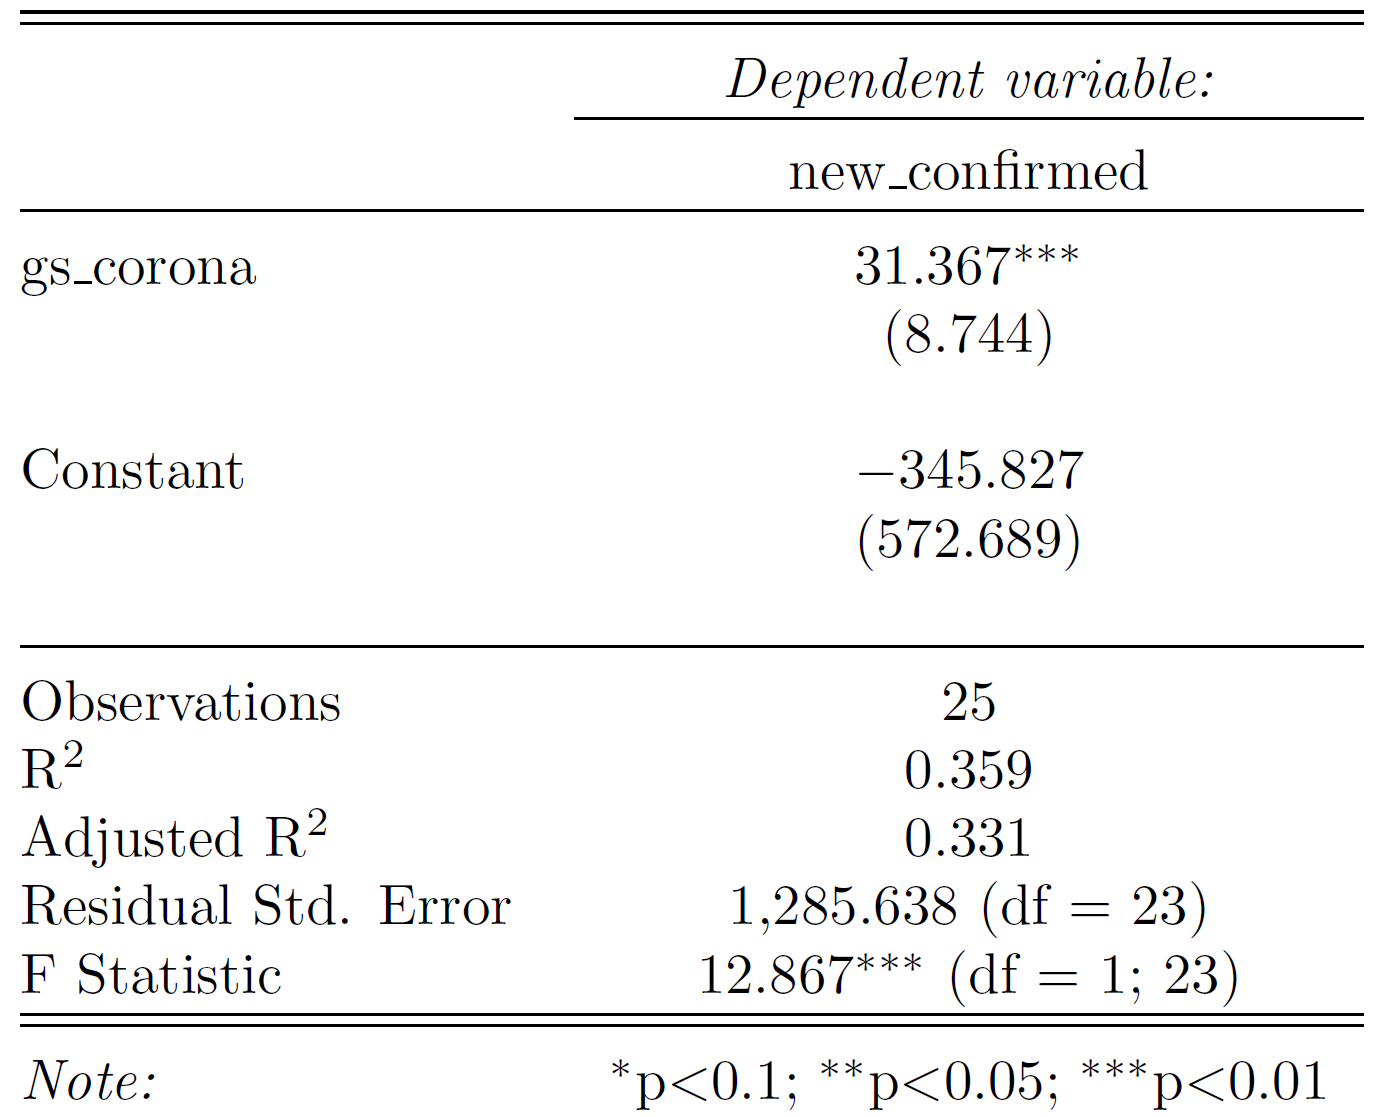 Dependent variable:
new_confirmed
gs_corona 31.367***
(8.744)
Constant −345.827
(572.689)
Observations 25
R² 0.359
Adjusted R² 0.331
Residual Std. Error 1,285.638 (df = 23)
F Statistic 12.867*** (df = 1; 23)
Note: *p<0.1; **p<0.05; ***p<0.01